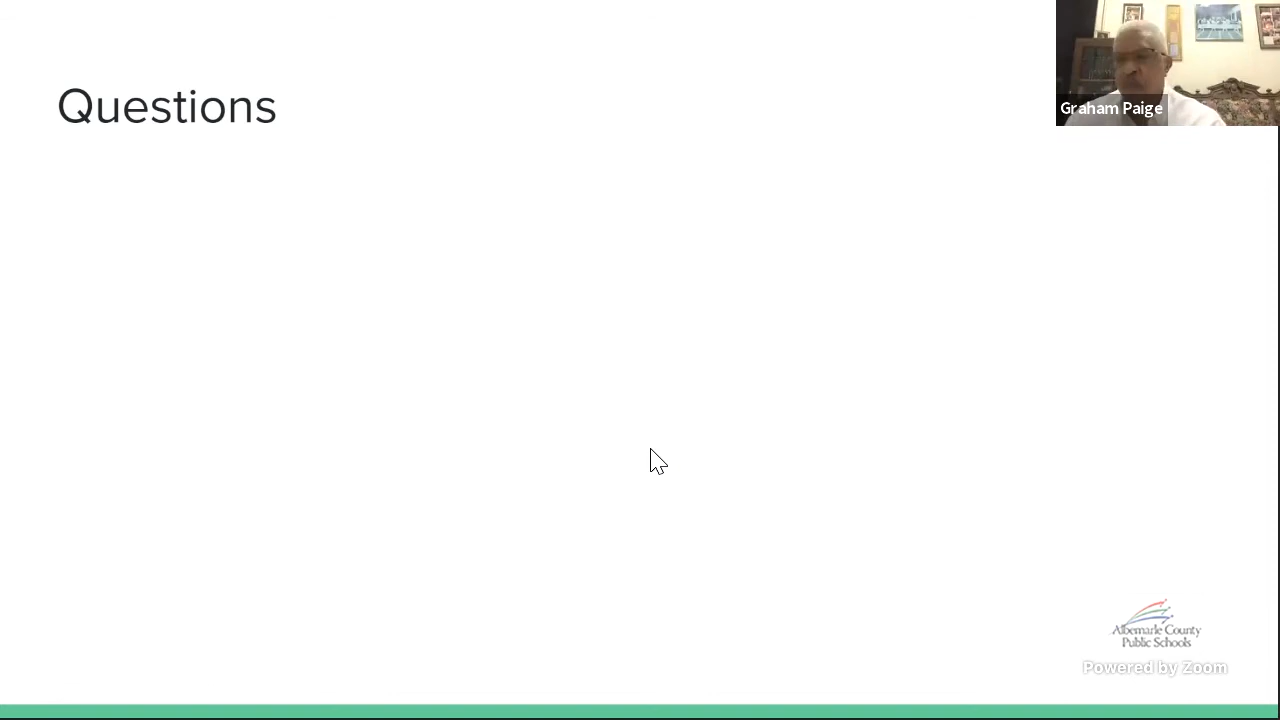 Questions
Graham Paige
Albemarle County
Public Schools
Powered by Zoom